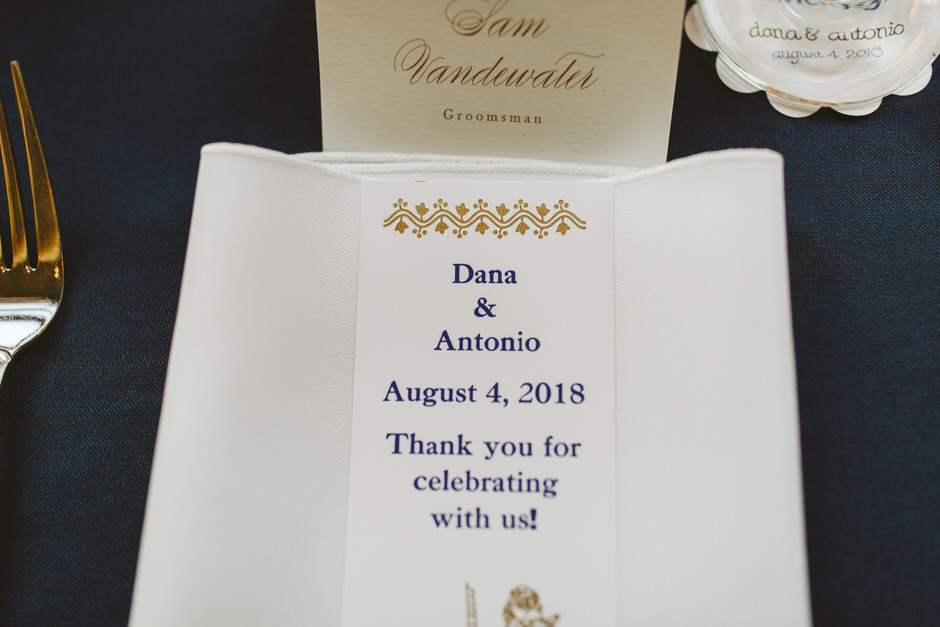 Sam
Vandewater
Groomsman
dana & antonio
august 4, 2018
Dana
&
Antonio
August 4, 2018
Thank you for
celebrating
with us!